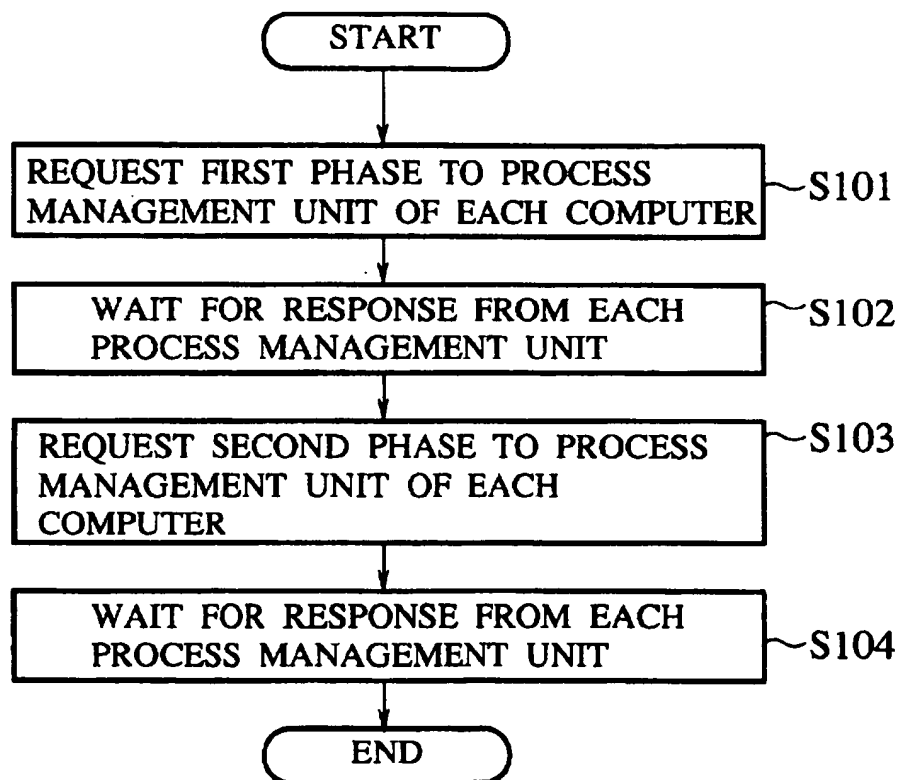 START
REQUEST FIRST PHASE TO PROCESS
MANAGEMENT UNIT OF EACH COMPUTER
S101
WAIT FOR RESPONSE FROM EACH
PROCESS MANAGEMENT UNIT
S102
REQUEST SECOND PHASE TO PROCESS
MANAGEMENT UNIT OF EACH
COMPUTER
S103
WAIT FOR RESPONSE FROM EACH
PROCESS MANAGEMENT UNIT
S104
END